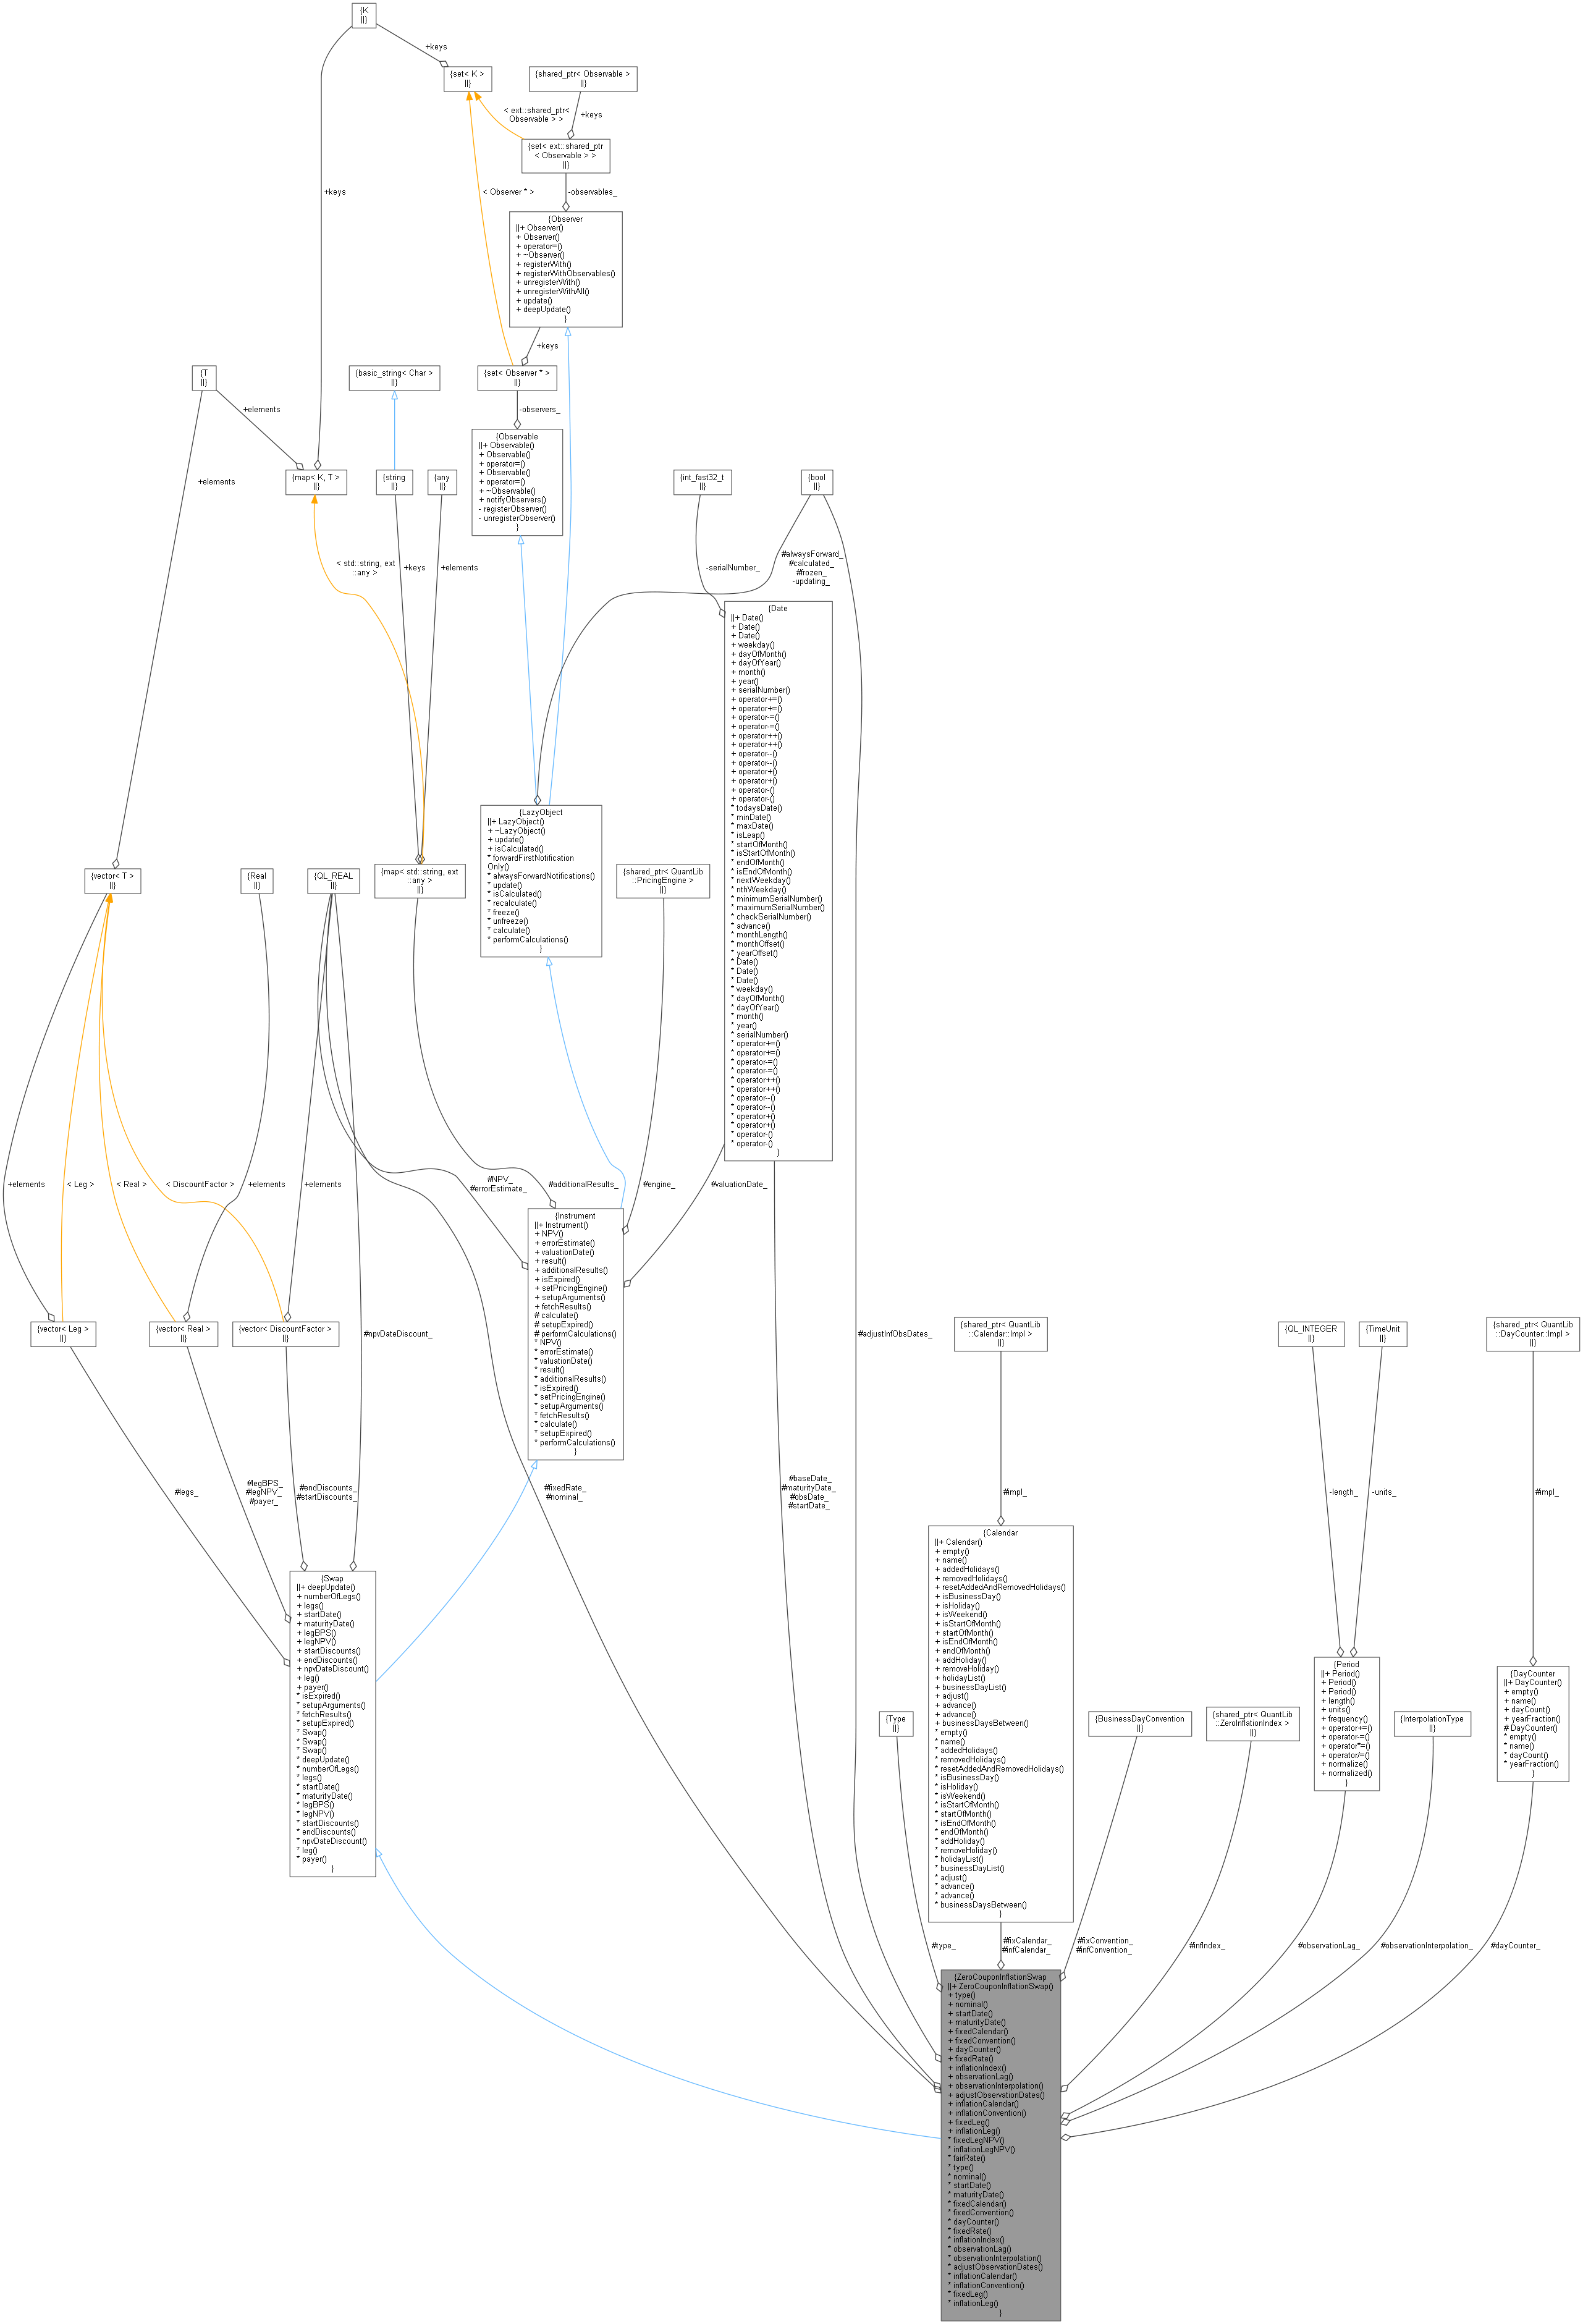 {K
||}
+keys
{set< K >
||}
{shared_ptr< Observable >
||}
+keys
< ext::shared_ptr<
Observable > >
{set< ext::shared_ptr
< Observable > >
||}
+keys
< Observer * >
-observables_
{Observer
||+ Observer()
+ Observer()
+ operator=()
+ ~Observer()
+ registerWith()
+ registerWithObservables()
+ unregisterWith()
+ unregisterWithAll()
+ update()
+ deepUpdate()
}
+keys
{T
||}
{basic_string< Char >
||}
{set< Observer * >
||}
+elements
-observers_
{Observable
||+ Observable()
+ Observable()
+ operator=()
+ Observable()
+ operator=()
+ ~Observable()
+ notifyObservers()
- registerObserver()
- unregisterObserver()
}
+elements
{map< K, T >
||}
{string
||}
{any
||}
{int_fast32_t
||}
{bool
||}
< std::string, ext
::any >
+keys
+elements
-serialNumber_
#alwaysForward_
#calculated_
#frozen_
-updating_
{Date
||+ Date()
+ Date()
+ Date()
+ weekday()
+ dayOfMonth()
+ dayOfYear()
+ month()
+ year()
+ serialNumber()
+ operator+=()
+ operator+=()
+ operator-=()
+ operator-=()
+ operator++()
+ operator++()
+ operator--()
+ operator--()
+ operator+()
+ operator+()
+ operator-()
+ operator-()
* todaysDate()
* minDate()
* maxDate()
* isLeap()
* startOfMonth()
* isStartOfMonth()
* endOfMonth()
* isEndOfMonth()
* nextWeekday()
* nthWeekday()
* minimumSerialNumber()
* maximumSerialNumber()
* checkSerialNumber()
* advance()
* monthLength()
* monthOffset()
* yearOffset()
* Date()
* Date()
* Date()
* weekday()
* dayOfMonth()
* dayOfYear()
* month()
* year()
* serialNumber()
* operator+=()
* operator+=()
* operator-=()
* operator-=()
* operator++()
* operator++()
* operator--()
* operator--()
* operator+()
* operator+()
* operator-()
* operator-()
}
{LazyObject
||+ LazyObject()
+ ~LazyObject()
+ update()
+ isCalculated()
* forwardFirstNotification
Only()
* alwaysForwardNotifications()
* update()
* isCalculated()
* recalculate()
* freeze()
* unfreeze()
* calculate()
* performCalculations()
}
{vector< T >
||}
{Real
||}
{QL_REAL
||}
{map< std::string, ext
::any >
||}
{shared_ptr< QuantLib
::PricingEngine >
||}
+elements
< Leg >
< Real >
< DiscountFactor >
+elements
+elements
#NPV_
#errorEstimate_
#additionalResults_
#engine_
#valuationDate_
{Instrument
||+ Instrument()
+ NPV()
+ errorEstimate()
+ valuationDate()
+ result()
+ additionalResults()
+ isExpired()
+ setPricingEngine()
+ setupArguments()
+ fetchResults()
# calculate()
# setupExpired()
# performCalculations()
* NPV()
* errorEstimate()
* valuationDate()
* result()
* additionalResults()
* isExpired()
* setPricingEngine()
* setupArguments()
* fetchResults()
* calculate()
* setupExpired()
* performCalculations()
}
{vector< Leg >
||}
{vector< Real >
||}
{vector< DiscountFactor >
||}
#npvDateDiscount_
#adjustInfObsDates_
{shared_ptr< QuantLib
::Calendar::Impl >
||}
{QL_INTEGER
||}
{TimeUnit
||}
{shared_ptr< QuantLib
::DayCounter::Impl >
||}
#legs_
#legBPS_
#legNPV_
#payer_
#endDiscounts_
#startDiscounts_
#fixedRate_
#nominal_
#baseDate_
#maturityDate_
#obsDate_
#startDate_
#impl_
-length_
-units_
#impl_
{Swap
||+ deepUpdate()
+ numberOfLegs()
+ legs()
+ startDate()
+ maturityDate()
+ legBPS()
+ legNPV()
+ startDiscounts()
+ endDiscounts()
+ npvDateDiscount()
+ leg()
+ payer()
* isExpired()
* setupArguments()
* fetchResults()
* setupExpired()
* Swap()
* Swap()
* Swap()
* deepUpdate()
* numberOfLegs()
* legs()
* startDate()
* maturityDate()
* legBPS()
* legNPV()
* startDiscounts()
* endDiscounts()
* npvDateDiscount()
* leg()
* payer()
}
{Calendar
||+ Calendar()
+ empty()
+ name()
+ addedHolidays()
+ removedHolidays()
+ resetAddedAndRemovedHolidays()
+ isBusinessDay()
+ isHoliday()
+ isWeekend()
+ isStartOfMonth()
+ startOfMonth()
+ isEndOfMonth()
+ endOfMonth()
+ addHoliday()
+ removeHoliday()
+ holidayList()
+ businessDayList()
+ adjust()
+ advance()
+ advance()
+ businessDaysBetween()
* empty()
* name()
* addedHolidays()
* removedHolidays()
* resetAddedAndRemovedHolidays()
* isBusinessDay()
* isHoliday()
* isWeekend()
* isStartOfMonth()
* startOfMonth()
* isEndOfMonth()
* endOfMonth()
* addHoliday()
* removeHoliday()
* holidayList()
* businessDayList()
* adjust()
* advance()
* advance()
* businessDaysBetween()
}
{Type
||}
{BusinessDayConvention
||}
{shared_ptr< QuantLib
::ZeroInflationIndex >
||}
{Period
||+ Period()
+ Period()
+ Period()
+ length()
+ units()
+ frequency()
+ operator+=()
+ operator-=()
+ operator*=()
+ operator/=()
+ normalize()
+ normalized()
}
{InterpolationType
||}
{DayCounter
||+ DayCounter()
+ empty()
+ name()
+ dayCount()
+ yearFraction()
# DayCounter()
* empty()
* name()
* dayCount()
* yearFraction()
}
#type_
#fixCalendar_
#infCalendar_
#fixConvention_
#infConvention_
#infIndex_
#observationLag_
#observationInterpolation_
#dayCounter_
{ZeroCouponInflationSwap
||+ ZeroCouponInflationSwap()
+ type()
+ nominal()
+ startDate()
+ maturityDate()
+ fixedCalendar()
+ fixedConvention()
+ dayCounter()
+ fixedRate()
+ inflationIndex()
+ observationLag()
+ observationInterpolation()
+ adjustObservationDates()
+ inflationCalendar()
+ inflationConvention()
+ fixedLeg()
+ inflationLeg()
* fixedLegNPV()
* inflationLegNPV()
* fairRate()
* type()
* nominal()
* startDate()
* maturityDate()
* fixedCalendar()
* fixedConvention()
* dayCounter()
* fixedRate()
* inflationIndex()
* observationLag()
* observationInterpolation()
* adjustObservationDates()
* inflationCalendar()
* inflationConvention()
* fixedLeg()
* inflationLeg()
}